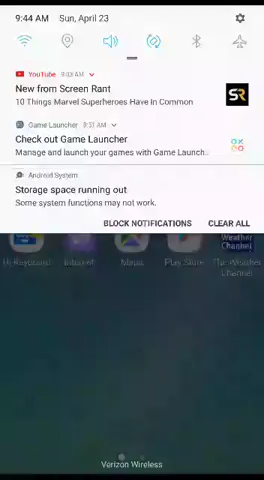 9:44 AM Sun, April 23
YouTube 9:43 AM
New from Screen Rant
10 Things Marvel Superheroes Have In Common
SR
Game Launcher 9:31 AM
Check out Game Launcher
Manage and launch your games with Game Launch..
Android System
Storage space running out
Some system functions may not work.
BLOCK NOTIFICATIONS CLEAR ALL
Weather
Channel
Hi Keyboard Internet Magic Play Store The Weather
Channel
Verizon Wireless